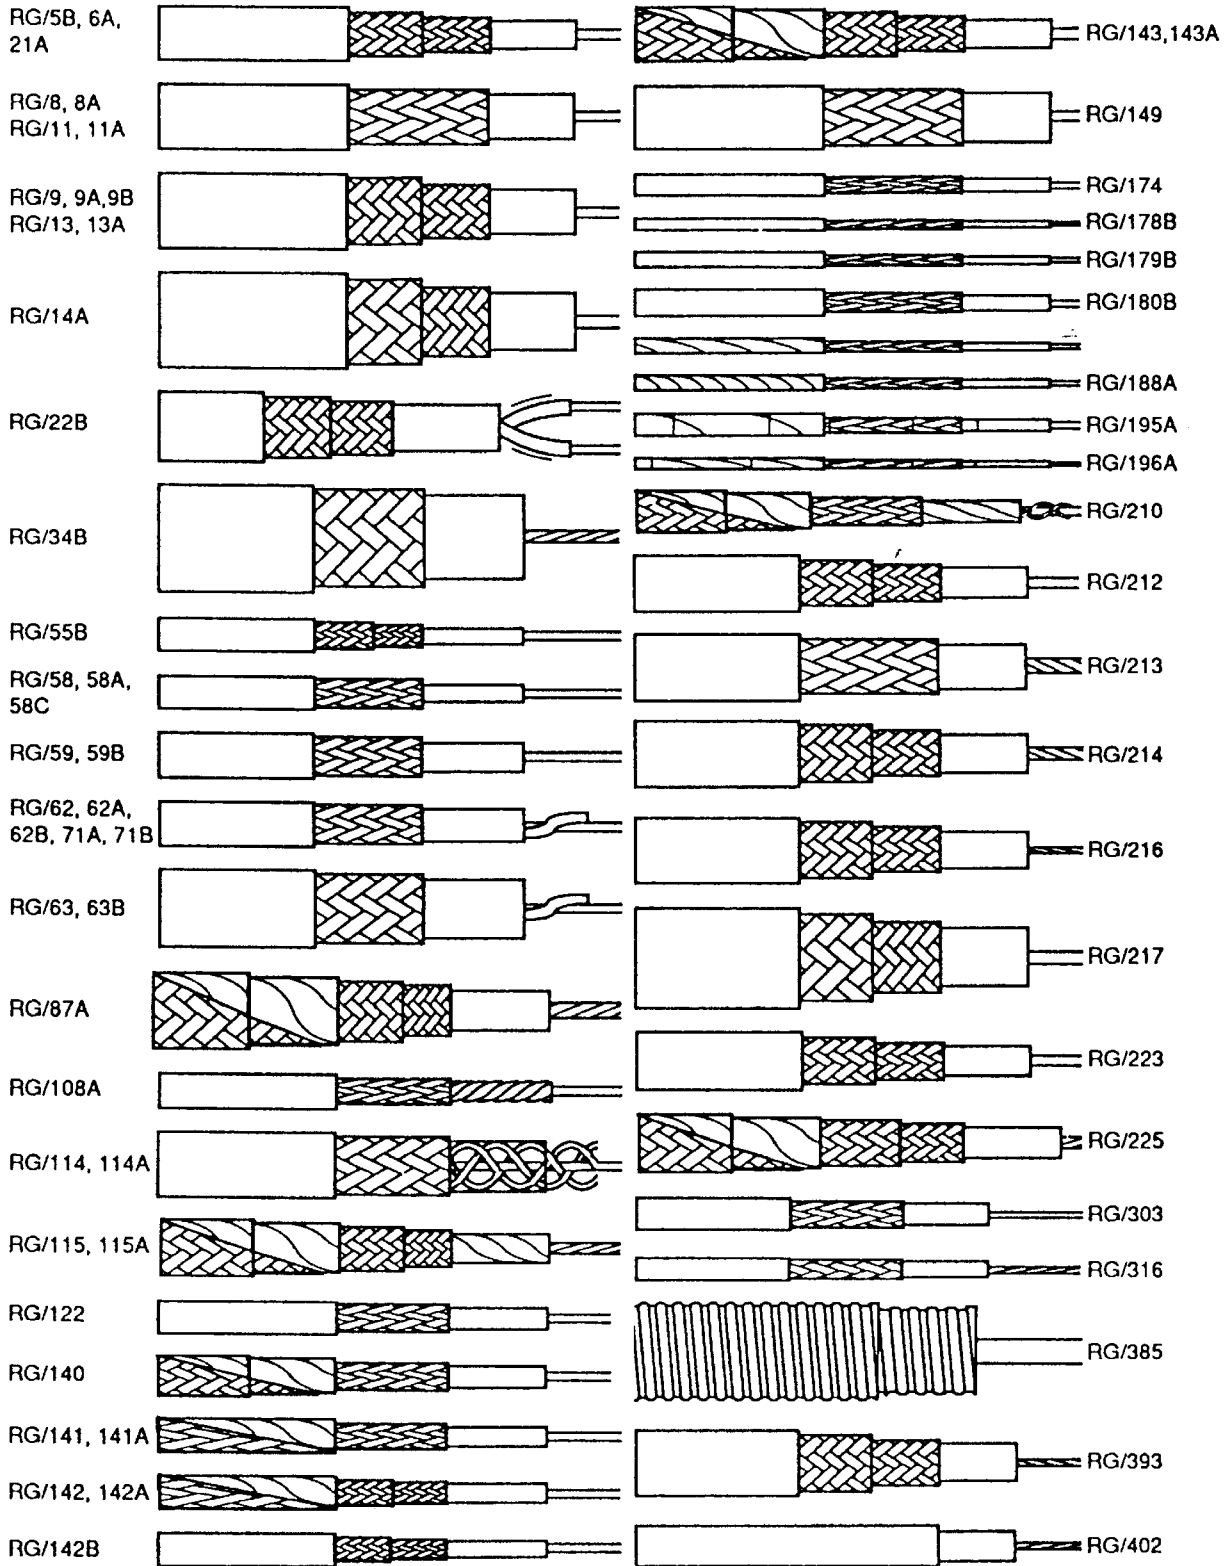 RG/5B, 6A,
21A
RG/8, 8A
RG/11, 11A
RG/9, 9A,9B
RG/13, 13A
RG/14A
RG/22B
RG/34B
RG/55B
RG/58, 58A,
58C
RG/59, 59B
RG/62, 62A,
62B, 71A, 71B
RG/63, 63B
RG/87A
RG/108A
RG/114, 114A
RG/115, 115A
RG/122
RG/140
RG/141, 141A
RG/142, 142A
RG/142B
RG/143,143A
RG/149
RG/174
RG/178B
RG/179B
RG/180B
RG/188A
RG/195A
RG/196A
RG/210
RG/212
RG/213
RG/214
RG/216
RG/217
RG/223
RG/225
RG/303
RG/316
RG/385
RG/393
RG/402